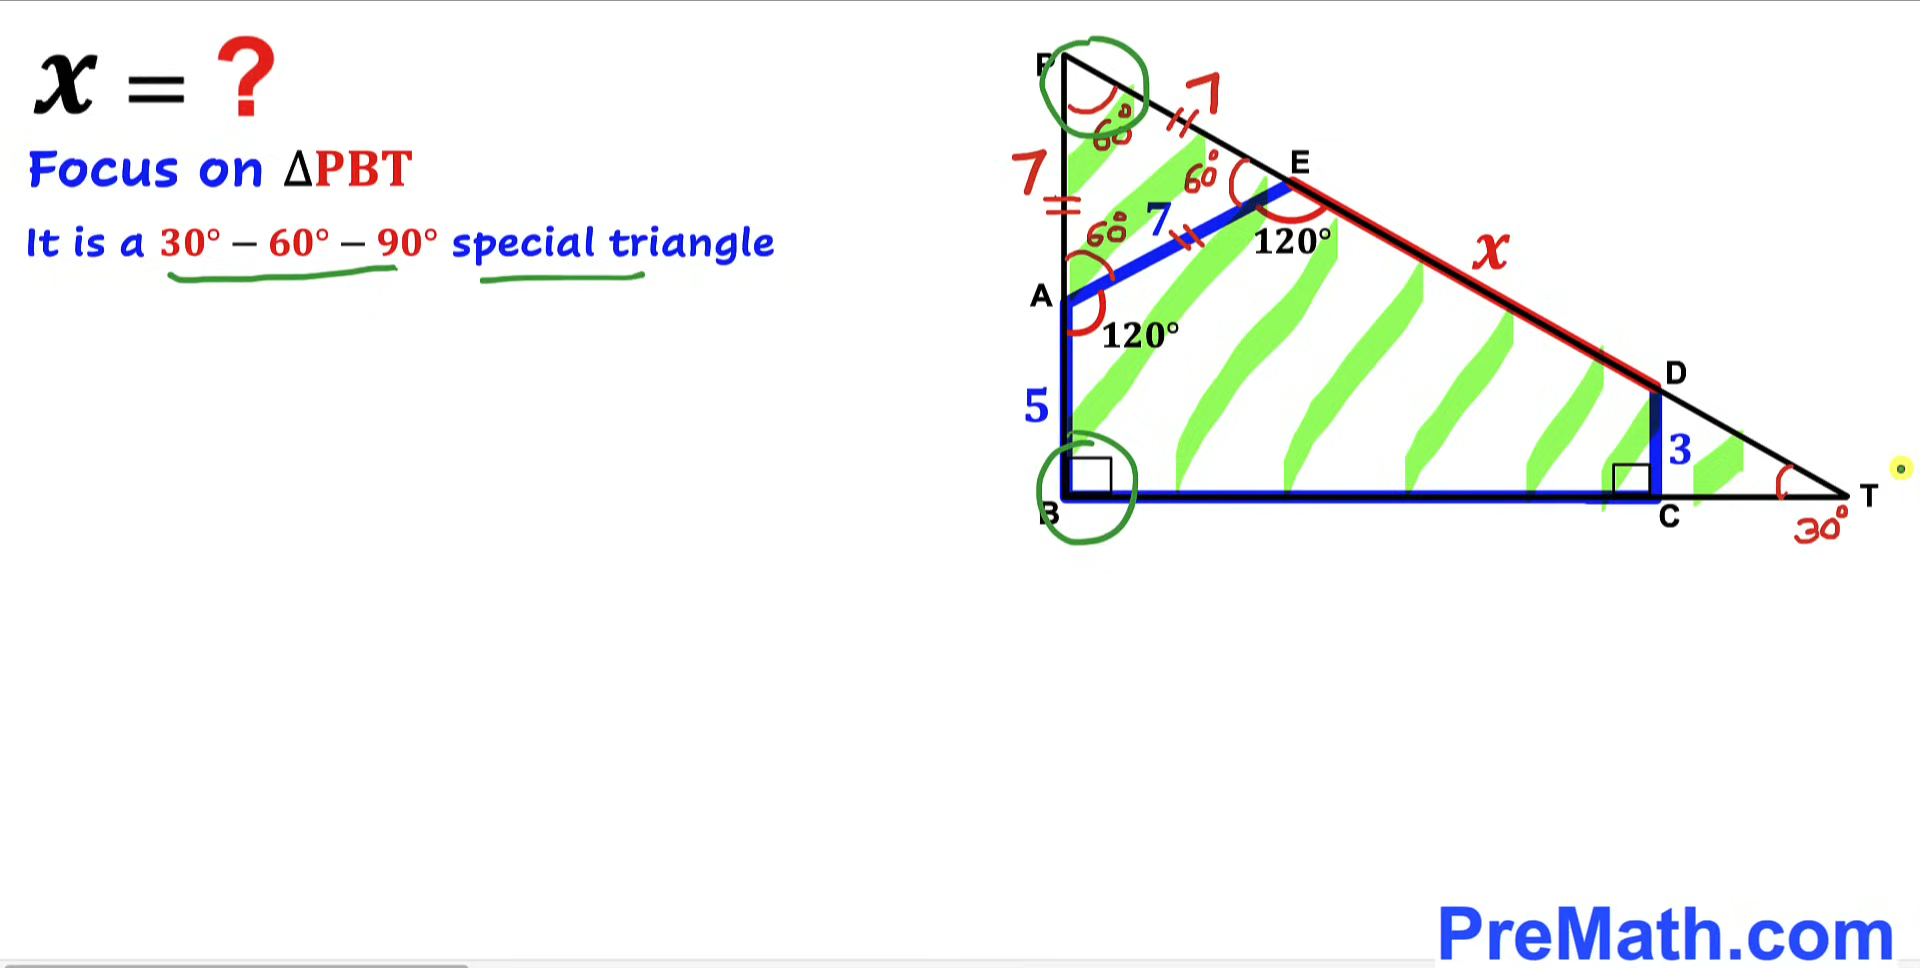 x = ?
Focus on ΔPBT
It is a 30° – 60° – 90° special triangle
P
7
60°
E
60°
7
7
60°
120°
x
A
120°
D
5
3
B
C
T
30°
PreMath.com